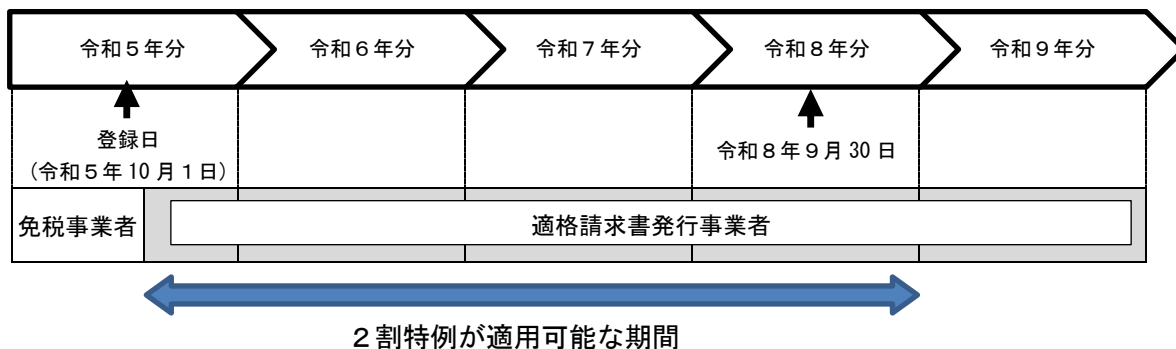 令和５年分
令和６年分
令和７年分
令和８年分
令和９年分
登録日
（令和５年10月１日）
令和８年９月30日
免税事業者
適格請求書発行事業者
２割特例が適用可能な期間